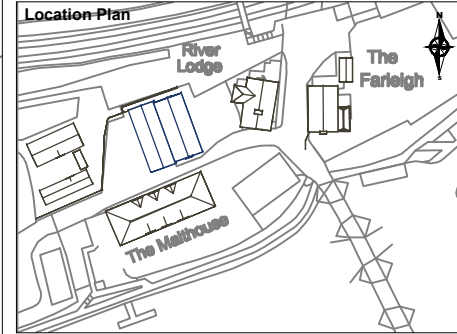 Location Plan
N
River
Lodge
The
Farleigh
The Malthouse
S